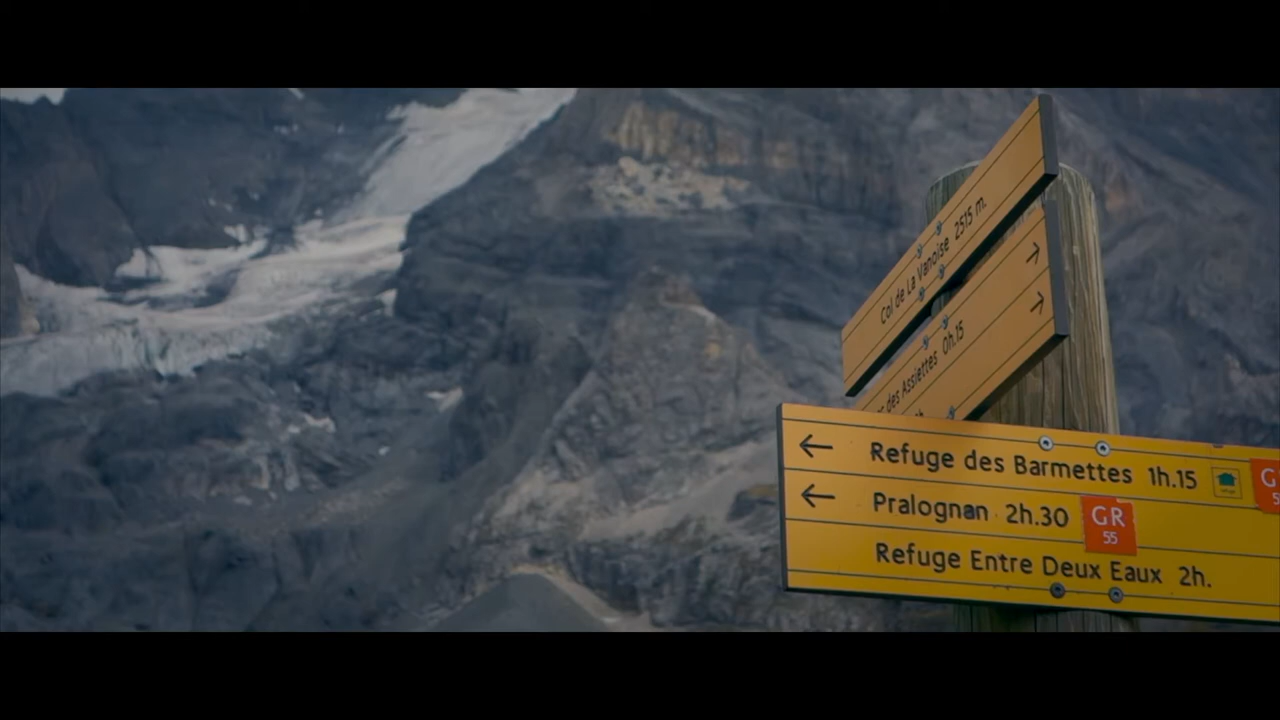 Col de La Vanoise 2515 m.
des Assiettes 0h.15
← Refuge des Barmettes 1h.15
← Pralognan 2h.30 GR 55
Refuge Entre Deux Eaux 2h.